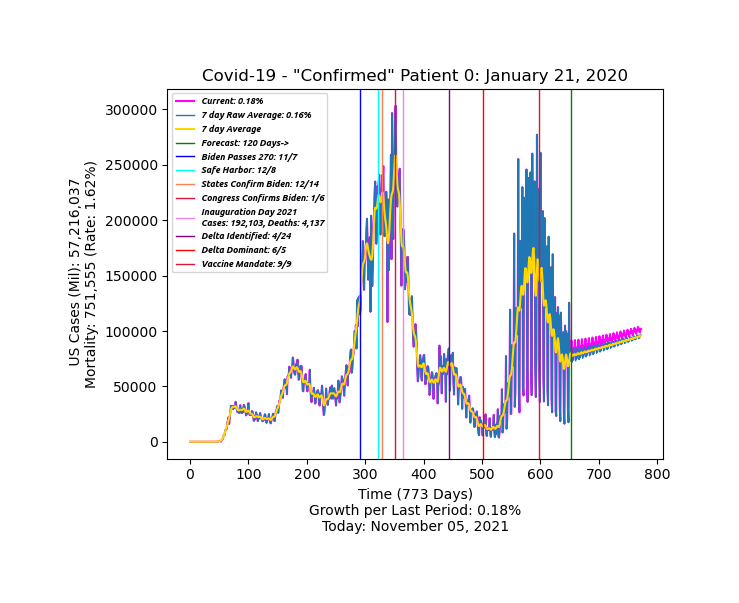 Covid-19 - "Confirmed" Patient 0: January 21, 2020
Current: 0.18%
7 day Raw Average: 0.16%
7 day Average
Forecast: 120 Days->
Biden Passes 270: 11/7
Safe Harbor: 12/8
States Confirm Biden: 12/14
Congress Confirms Biden: 1/6
Inauguration Day 2021
Cases: 192,103, Deaths: 4,137
Delta Identified: 4/24
Delta Dominant: 6/5
Vaccine Mandate: 9/9
US Cases (Mil): 57,216,037
Mortality: 751,555 (Rate: 1.62%)
300000
250000
200000
150000
100000
50000
0
0 100 200 300 400 500 600 700 800
Time (773 Days)
Growth per Last Period: 0.18%
Today: November 05, 2021